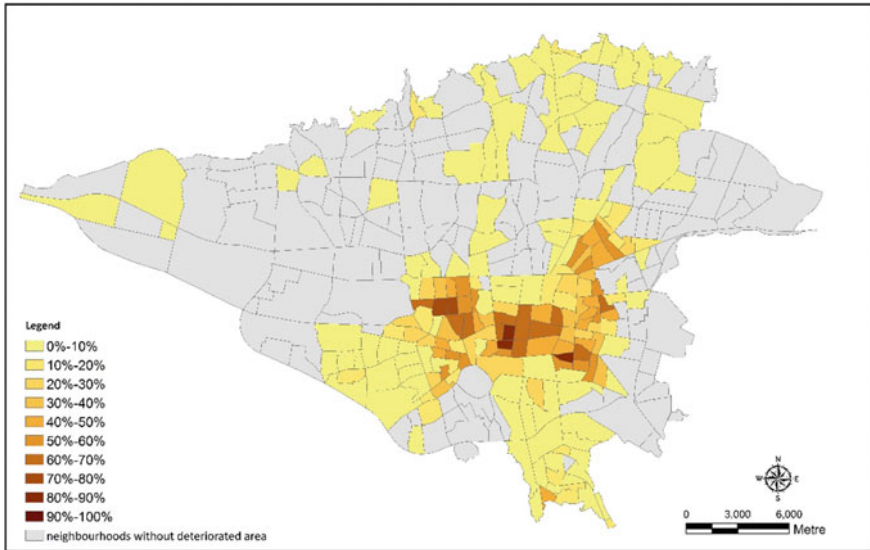 Legend
0%-10%
10%-20%
20%-30%
30%-40%
40%-50%
50%-60%
60%-70%
70%-80%
80%-90%
90%-100%
neighbourhoods without deteriorated area
N
W E
S
0 3,000 6,000
Metre